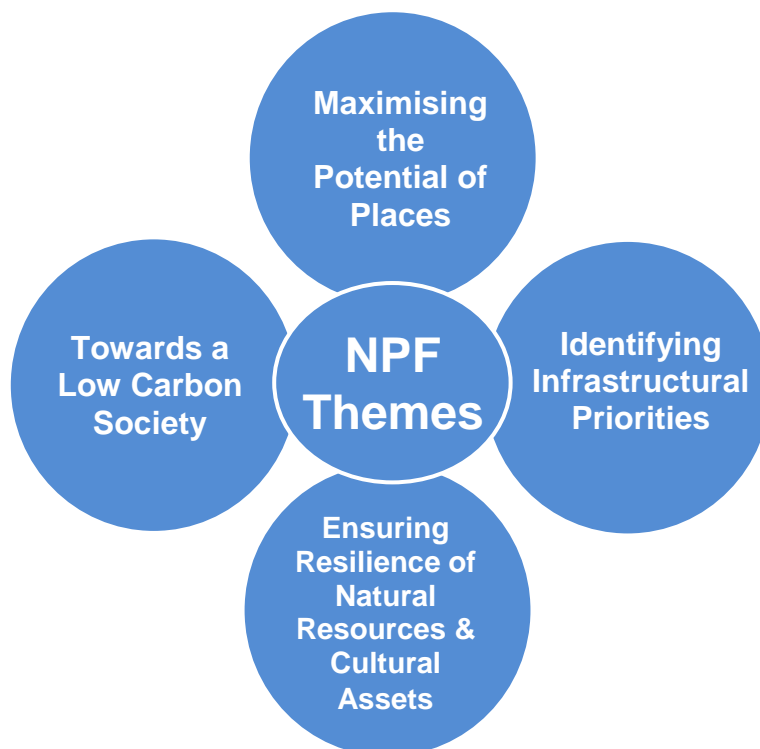 Maximising
the
Potential of
Places
Towards a
Low Carbon
Society
NPF
Themes
Identifying
Infrastructural
Priorities
Ensuring
Resilience of
Natural
Resources &
Cultural
Assets